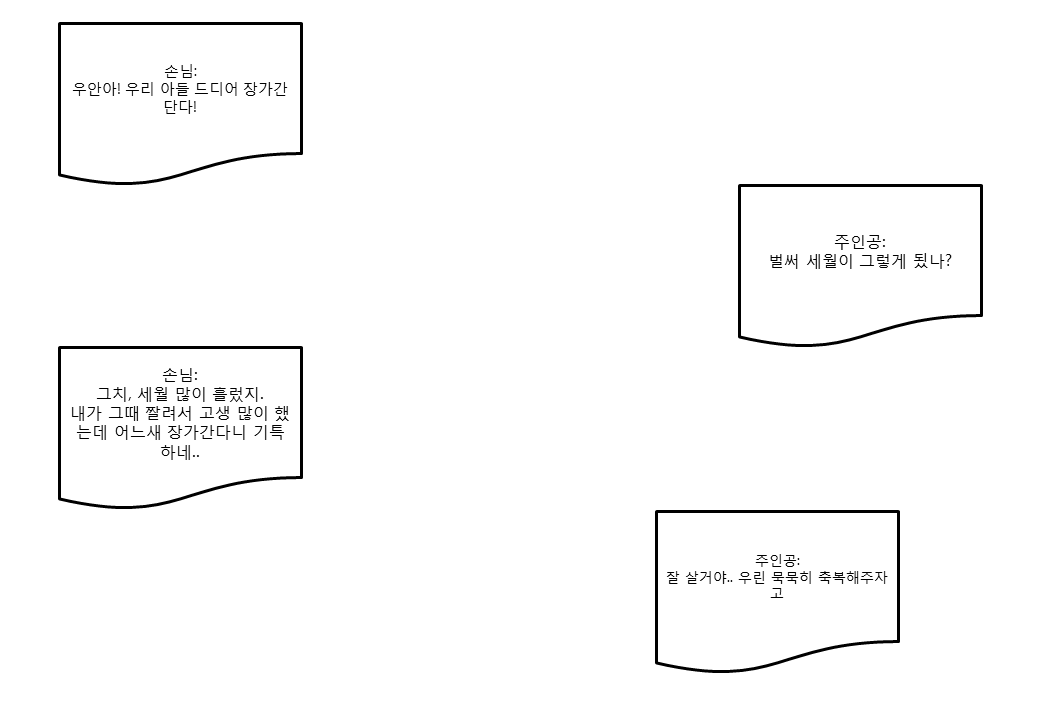 손님:
우안아! 우리 아들 드디어 장가간
단다!
주인공:
벌써 세월이 그렇게 됬나?
손님:
그치, 세월 많이 흘렀지.
내가 그때 짤려서 고생 많이 했
는데 어느새 장가간다니 기특
하네..
주인공:
잘 살거야.. 우린 묵묵히 축복해주자
고